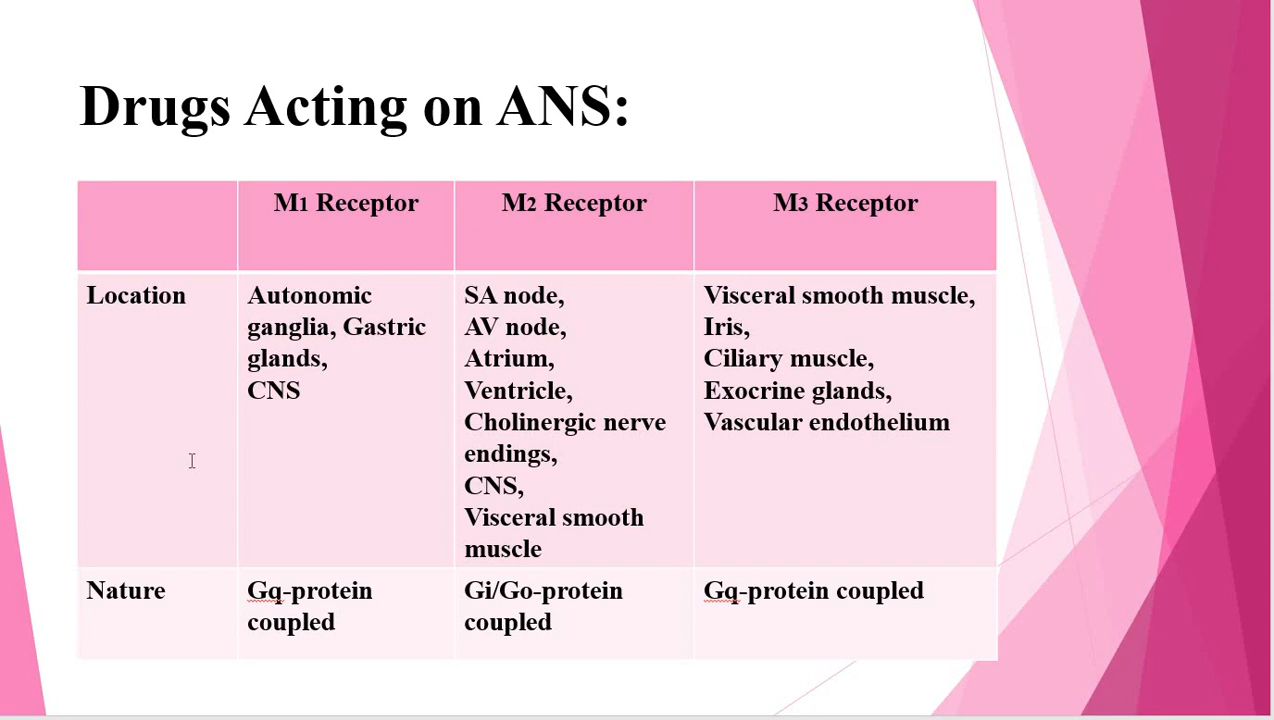 Drugs Acting on ANS:
M1 Receptor
M2 Receptor
M3 Receptor
Location
Autonomic
ganglia, Gastric
glands,
CNS
SA node,
AV node,
Atrium,
Ventricle,
Cholinergic nerve
endings,
CNS,
Visceral smooth
muscle
Visceral smooth muscle,
Iris,
Ciliary muscle,
Exocrine glands,
Vascular endothelium
Nature
Gq-protein
coupled
Gi/Go-protein
coupled
Gq-protein coupled